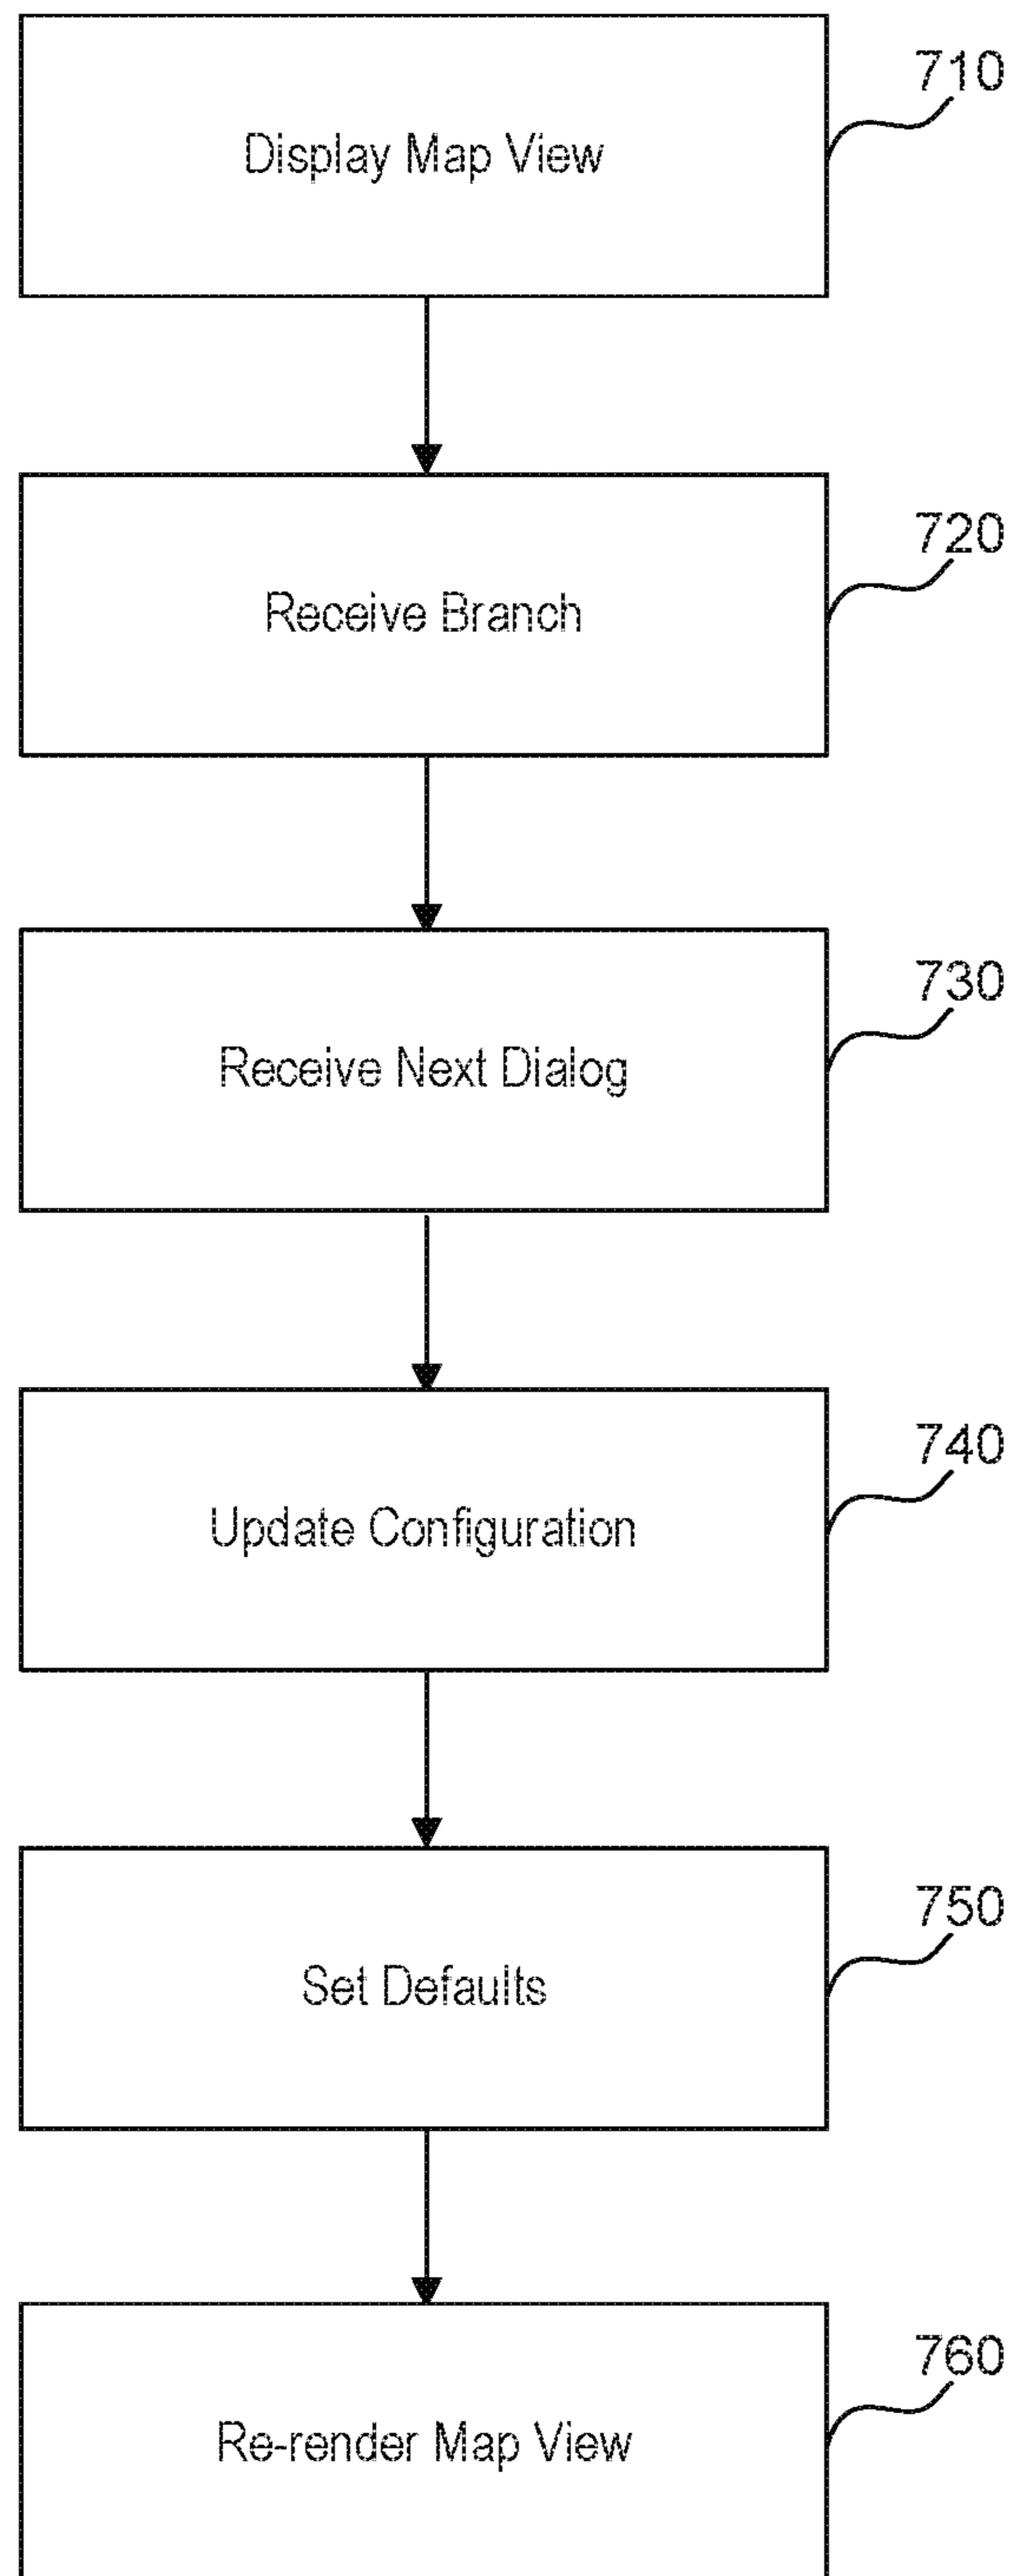 710
Display Map View
720
Receive Branch
730
Receive Next Dialog
740
Update Configuration
750
Set Defaults
760
Re-render Map View